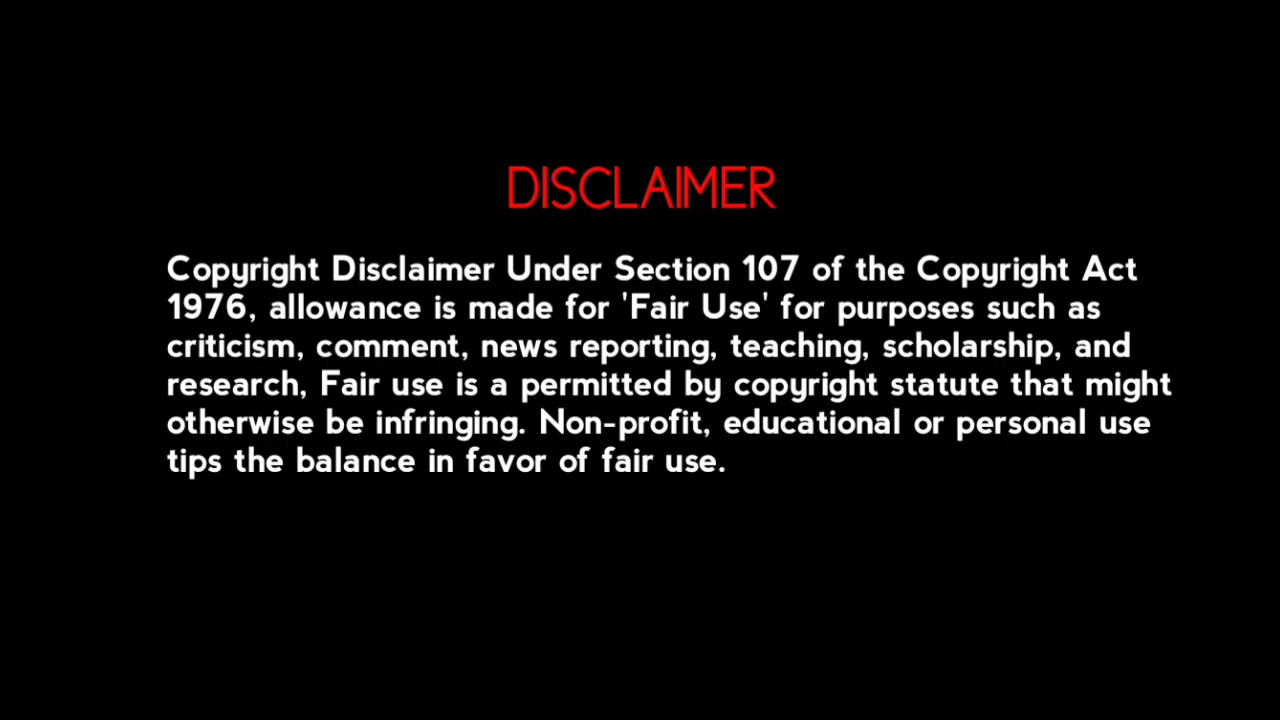 DISCLAIMER
Copyright Disclaimer Under Section 107 of the Copyright Act
1976, allowance is made for 'Fair Use' for purposes such as
criticism, comment, news reporting, teaching, scholarship, and
research, Fair use is a permitted by copyright statute that might
otherwise be infringing. Non-profit, educational or personal use
tips the balance in favor of fair use.